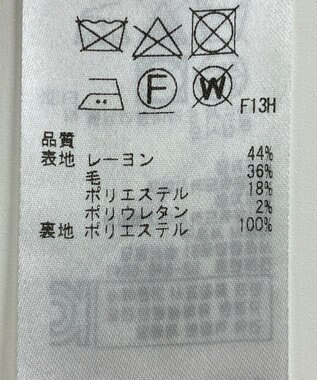 F W F13H
品質
表地 レーヨン 44%
毛 36%
ポリエステル 18%
ポリウレタン 2%
裏地 ポリエステル 100%